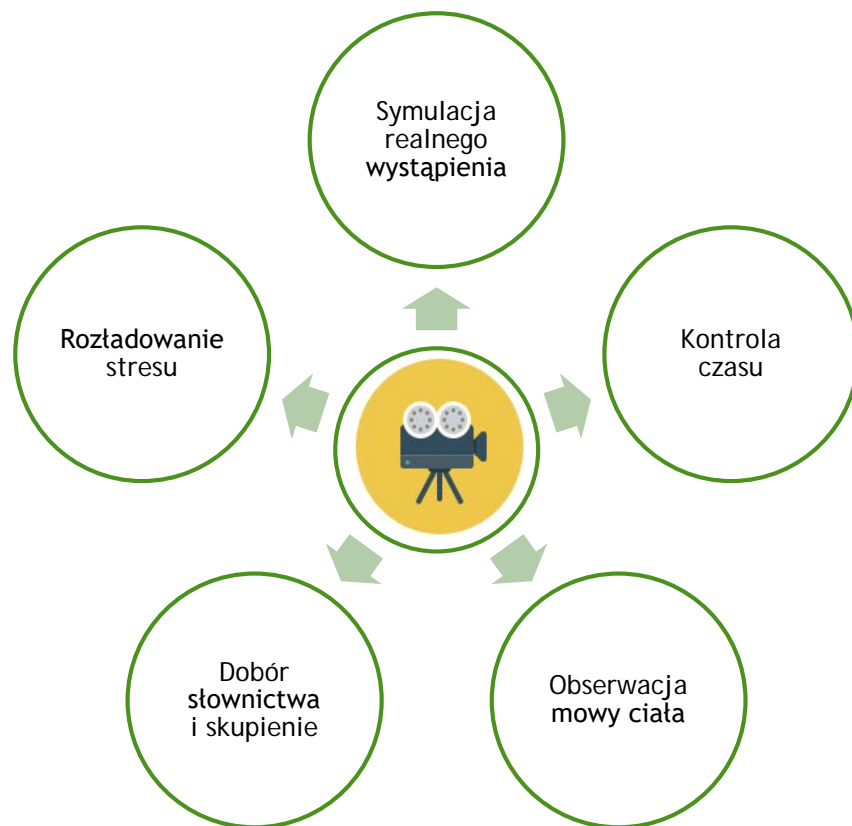 Symulacja
realnego
wystąpienia
Kontrola
czasu
Obserwacja
mowy ciała
Dobór
słownictwa
i skupienie
Rozładowanie
stresu